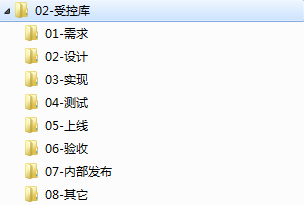 02-受控库
01-需求
02-设计
03-实现
04-测试
05-上线
06-验收
07-内部发布
08-其它